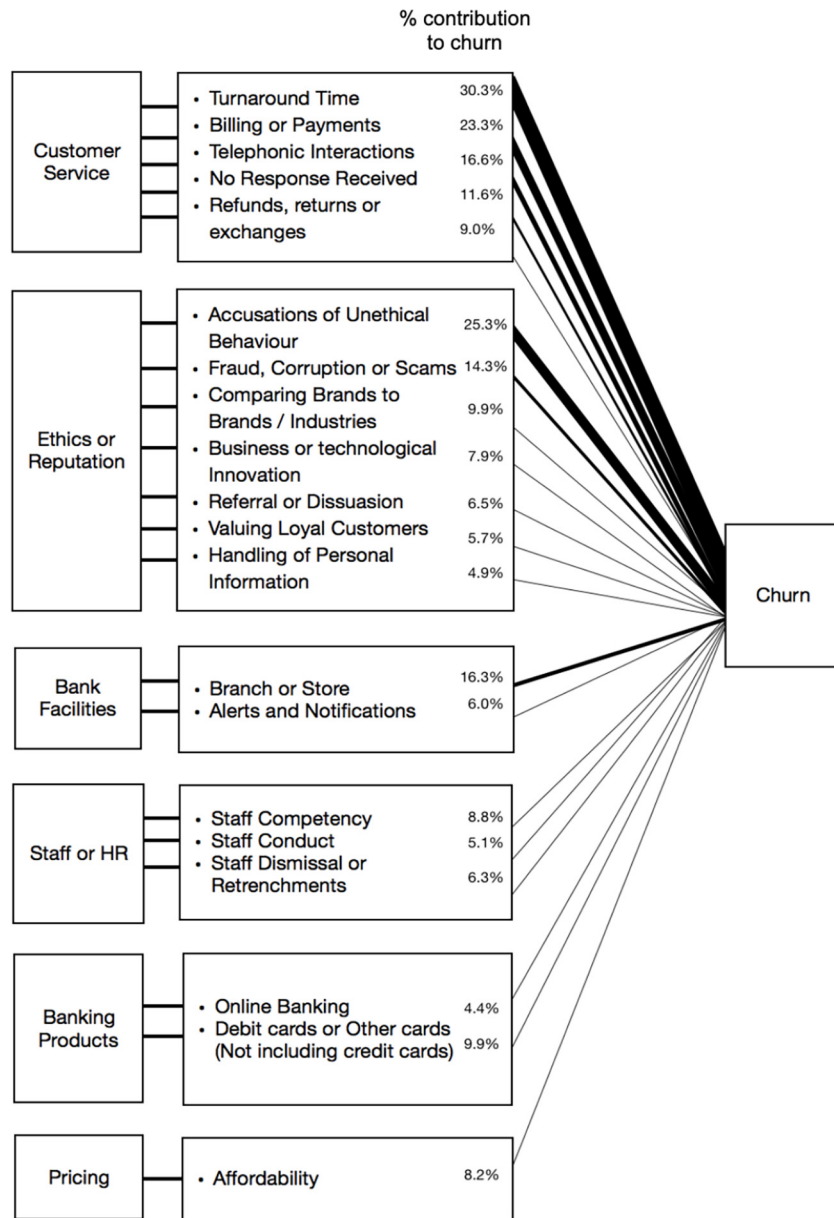 % contribution
to churn
Customer
Service
• Turnaround Time 30.3%
• Billing or Payments 23.3%
• Telephonic Interactions 16.6%
• No Response Received 11.6%
• Refunds, returns or
exchanges 9.0%
Ethics or
Reputation
• Accusations of Unethical
Behaviour 25.3%
• Fraud, Corruption or Scams 14.3%
• Comparing Brands to
Brands / Industries 9.9%
• Business or technological
Innovation 7.9%
• Referral or Dissuasion 6.5%
• Valuing Loyal Customers 5.7%
• Handling of Personal
Information 4.9%
Churn
Bank
Facilities
• Branch or Store 16.3%
• Alerts and Notifications 6.0%
Staff or HR
• Staff Competency 8.8%
• Staff Conduct 5.1%
• Staff Dismissal or
Retrenchments 6.3%
Banking
Products
• Online Banking 4.4%
• Debit cards or Other cards
(Not including credit cards) 9.9%
Pricing
• Affordability 8.2%